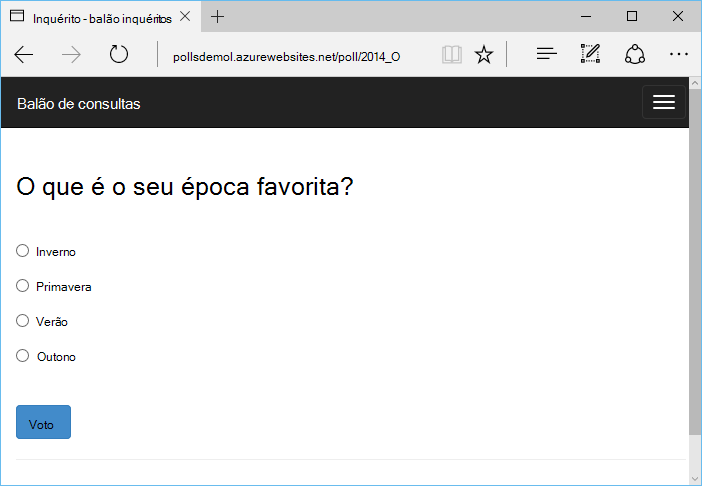 Inquérito - balão inquéritos
pollsdemol.azurewebsites.net/poll/2014_O
Balão de consultas
O que é o seu época favorita?
Inverno
Primavera
Verão
Outono
Voto